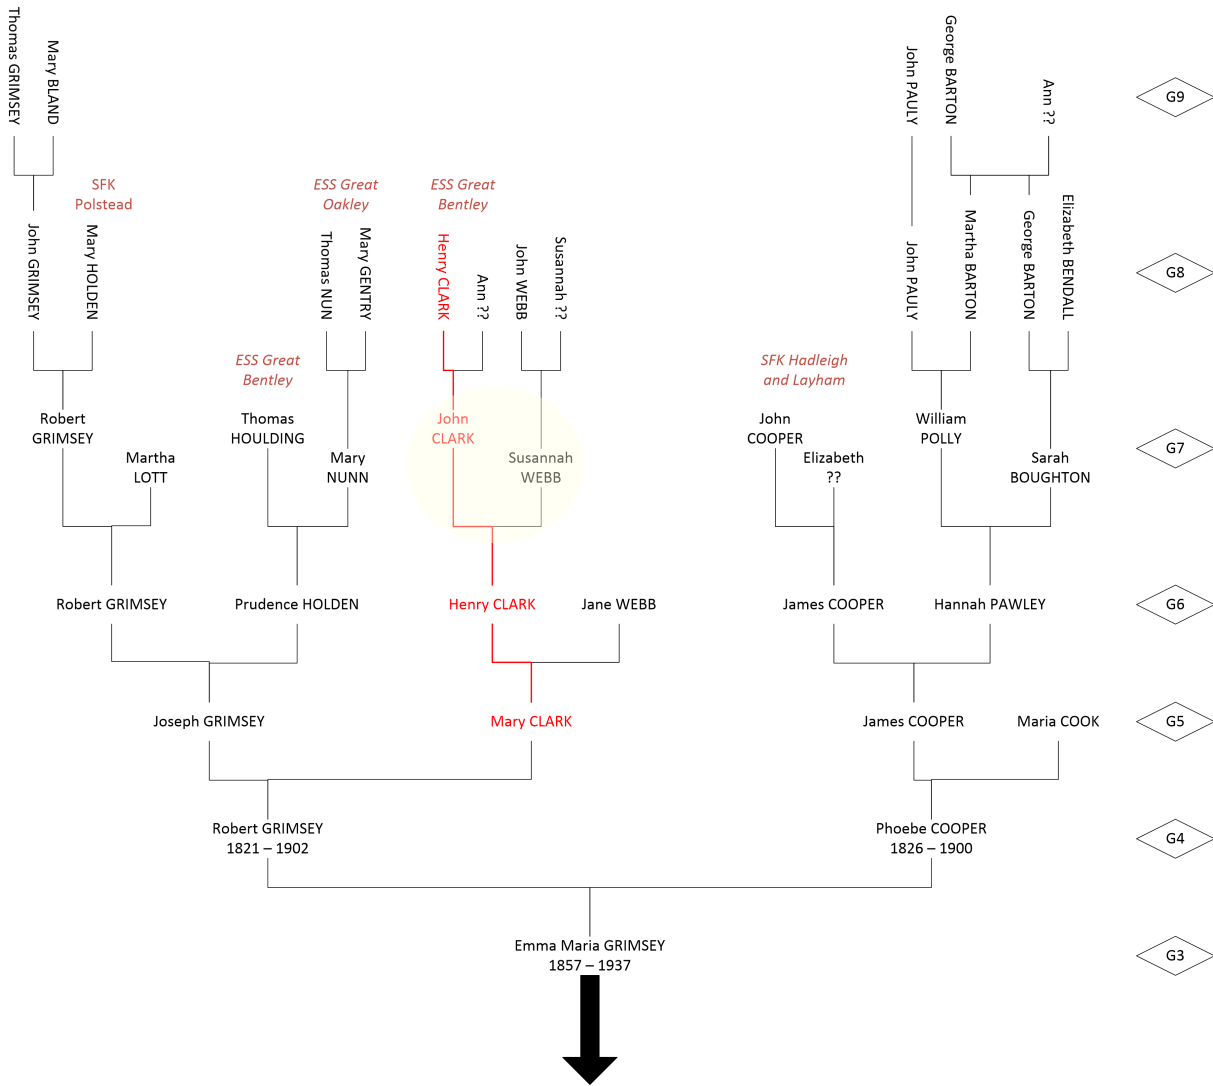 Thomas GRIMSEY
Mary BLAND
John PAULY
George BARTON
Ann ??
G9
SFK
Polstead
ESS Great
Oakley
ESS Great
Bentley
John GRIMSEY
Mary HOLDEN
Thomas NUN
Mary GENTRY
Henry CLARK
Ann ??
John WEBB
Susannah ??
John PAULY
Martha BARTON
George BARTON
Elizabeth BENDALL
G8
ESS Great
Bentley
SFK Hadleigh
and Layham
Robert
GRIMSEY
Martha
LOTT
Thomas
HOULDING
Mary
NUNN
John
CLARK
Susannah
WEBB
John
COOPER
Elizabeth
??
William
POLLY
Sarah
BOUGHTON
G7
Robert GRIMSEY
Prudence HOLDEN
Henry CLARK
Jane WEBB
James COOPER
Hannah PAWLEY
G6
Joseph GRIMSEY
Mary CLARK
James COOPER
Maria COOK
G5
Robert GRIMSEY
1821 – 1902
Phoebe COOPER
1826 – 1900
G4
Emma Maria GRIMSEY
1857 – 1937
G3